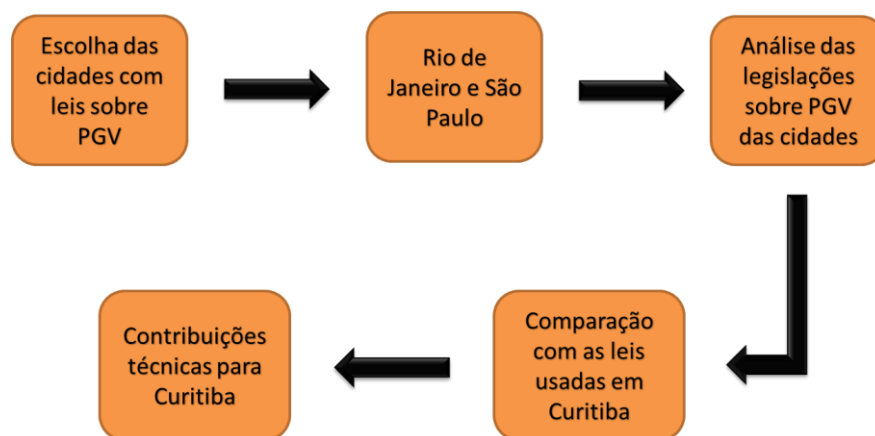 Escolha das
cidades com
leis sobre
PGV
Rio de
Janeiro e São
Paulo
Análise das
legislações
sobre PGV
das cidades
Comparação
com as leis
usadas em
Curitiba
Contribuições
técnicas para
Curitiba